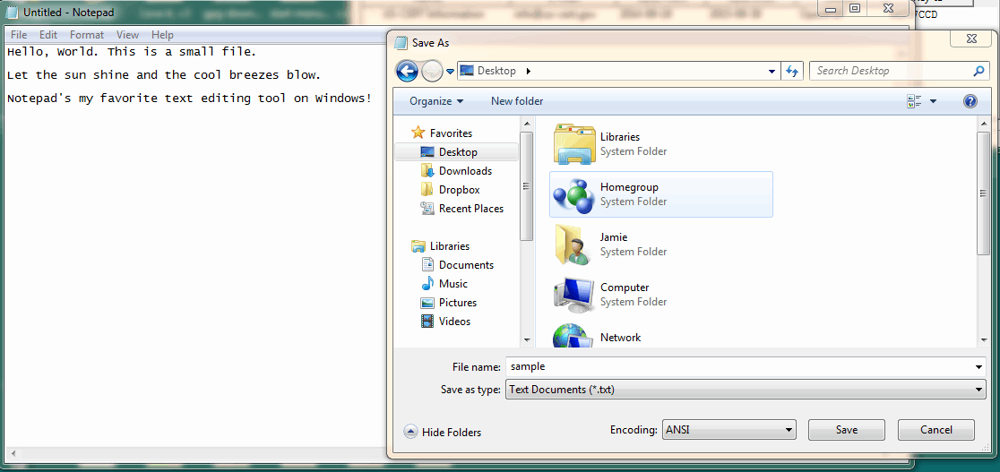 Untitled - Notepad
File Edit Format View Help
Hello, World. This is a small file.
Let the sun shine and the cool breezes blow.
Notepad's my favorite text editing tool on Windows!
7CCD
Save As
Desktop
Search Desktop
Organize New folder
Favorites
Desktop
Downloads
Dropbox
Recent Places
Libraries
Documents
Music
Pictures
Videos
Libraries
System Folder
Homegroup
System Folder
Jamie
System Folder
Computer
System Folder
Network
File name: sample
Save as type: Text Documents (*.txt)
Hide Folders
Encoding: ANSI
Save
Cancel